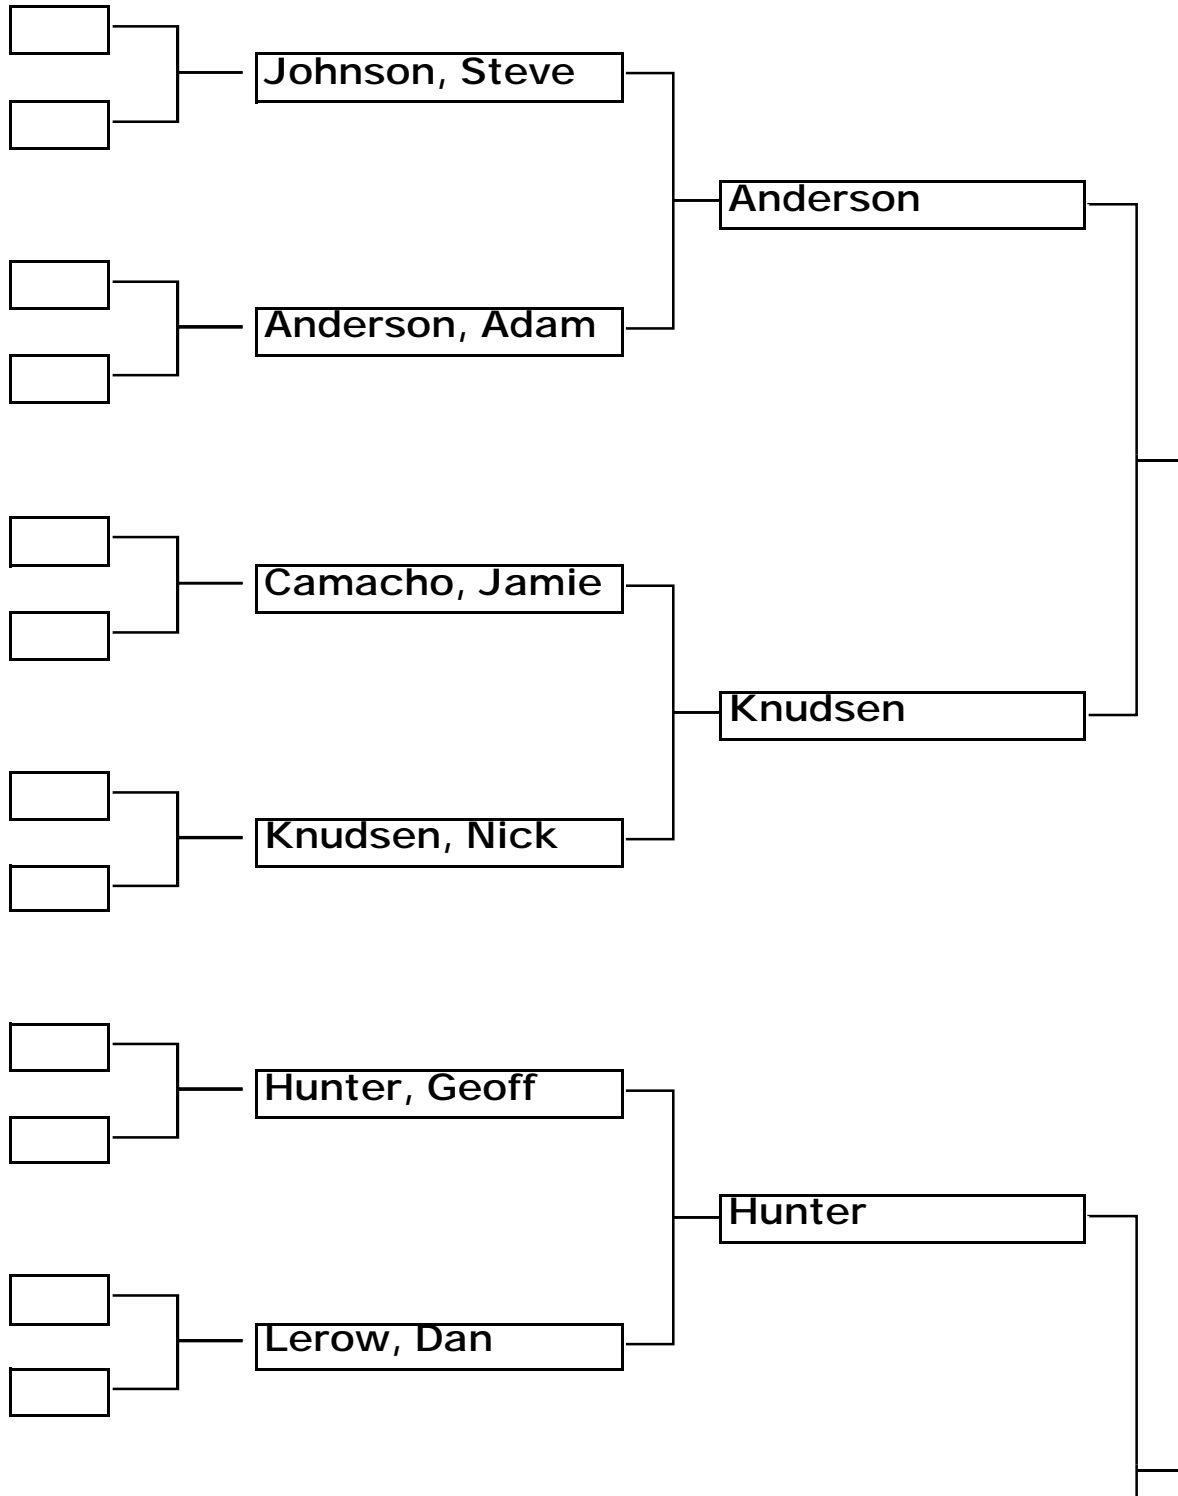 Johnson, Steve
Anderson
Anderson, Adam
Camacho, Jamie
Knudsen
Knudsen, Nick
Hunter, Geoff
Hunter
Lerow, Dan